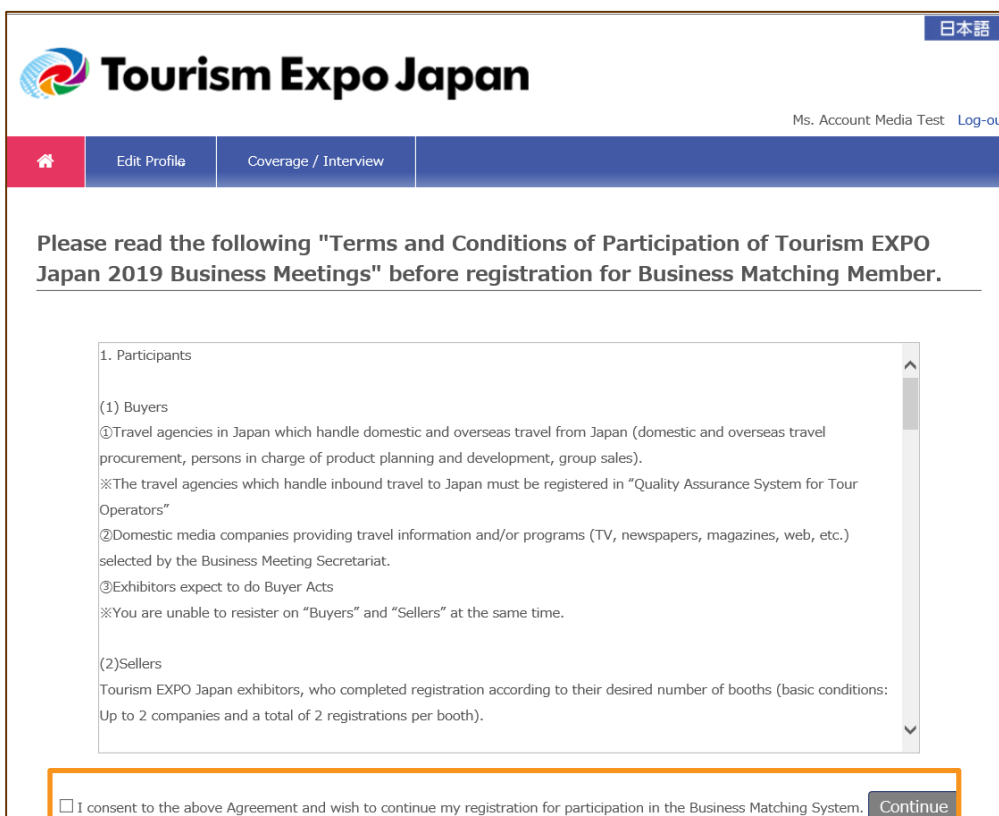 日本語
Tourism Expo Japan
Ms. Account Media Test Log-ou
Edit Profile Coverage / Interview
Please read the following "Terms and Conditions of Participation of Tourism EXPO
Japan 2019 Business Meetings" before registration for Business Matching Member.
1. Participants
(1) Buyers
①Travel agencies in Japan which handle domestic and overseas travel from Japan (domestic and overseas travel
procurement, persons in charge of product planning and development, group sales).
※The travel agencies which handle inbound travel to Japan must be registered in “Quality Assurance System for Tour
Operators”
②Domestic media companies providing travel information and/or programs (TV, newspapers, magazines, web, etc.)
selected by the Business Meeting Secretariat.
③Exhibitors expect to do Buyer Acts
※You are unable to resister on “Buyers” and “Sellers” at the same time.
(2)Sellers
Tourism EXPO Japan exhibitors, who completed registration according to their desired number of booths (basic conditions:
Up to 2 companies and a total of 2 registrations per booth).
I consent to the above Agreement and wish to continue my registration for participation in the Business Matching System. Continue